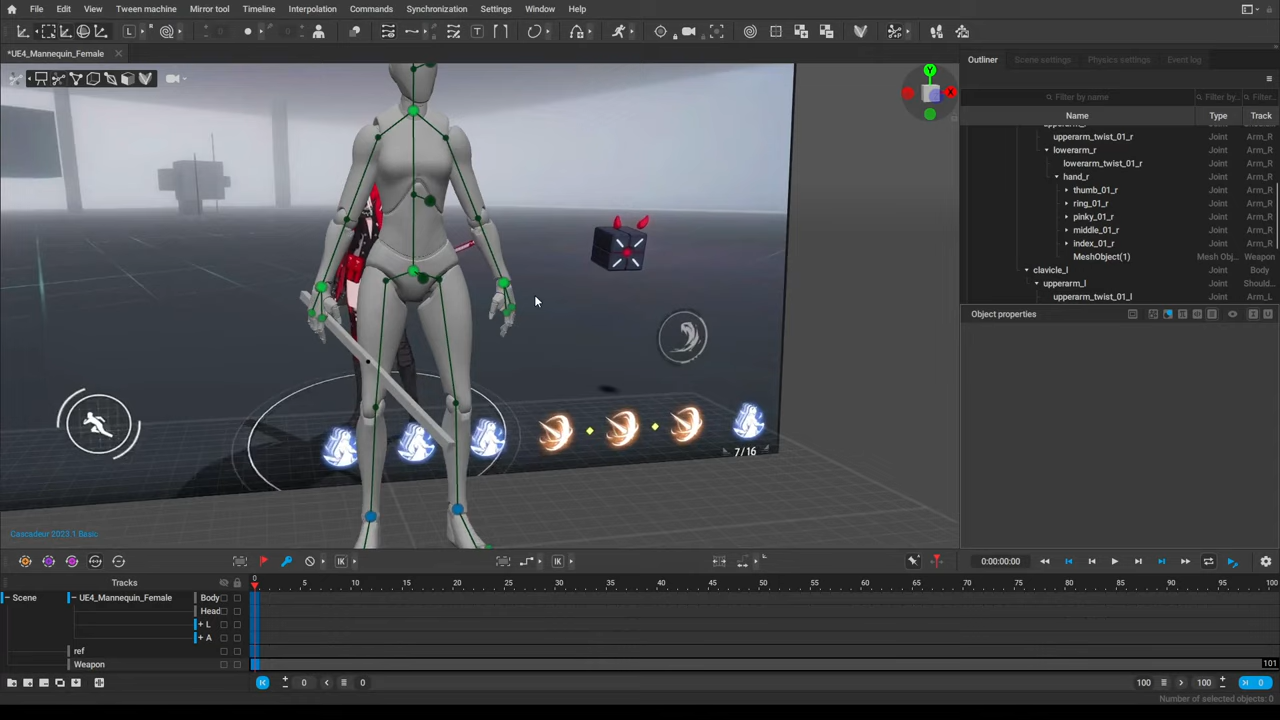 File Edit View Tween machine Mirror tool Timeline Interpolation Commands Synchronization Settings Window Help
*UE4_Mannequin_Female
Outliner Scene settings Physics settings Event log
Filter by name Filter by... Filter...
Name Type Track
upperarm_twist_01_r Joint Arm_R
lowerarm_r Joint Arm_R
lowerarm_twist_01_r Joint Arm_R
hand_r Joint Arm_R
thumb_01_r Joint Arm_R
ring_01_r Joint Arm_R
pinky_01_r Joint Arm_R
middle_01_r Joint Arm_R
index_01_r Joint Arm_R
MeshObject(1) Mesh Obj... Weapon
clavicle_l Joint Body
upperarm_l Joint Should...
upperarm_twist_01_l Joint Arm_L
Object properties
Y
X
7/16
Cascadeur 2023.1 Basic
IK IK 0:00:00:00
Tracks 0 5 10 15 20 25 30 35 40 45 50 55 60 65 70 75 80 85 90 95 100
Scene UE4_Mannequin_Female Body
Head
+ L
+ A
ref
Weapon 101
0 0 100 100 0
Number of selected objects: 0